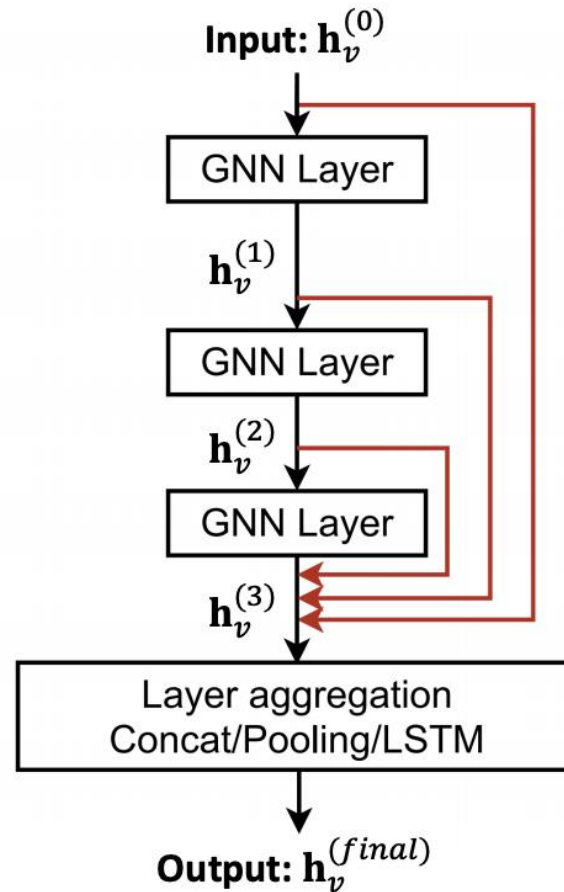 Input: 𝐡_v^{(0)}
GNN Layer
𝐡_v^{(1)}
GNN Layer
𝐡_v^{(2)}
GNN Layer
𝐡_v^{(3)}
Layer aggregation
Concat/Pooling/LSTM
Output: 𝐡_v^{(final)}